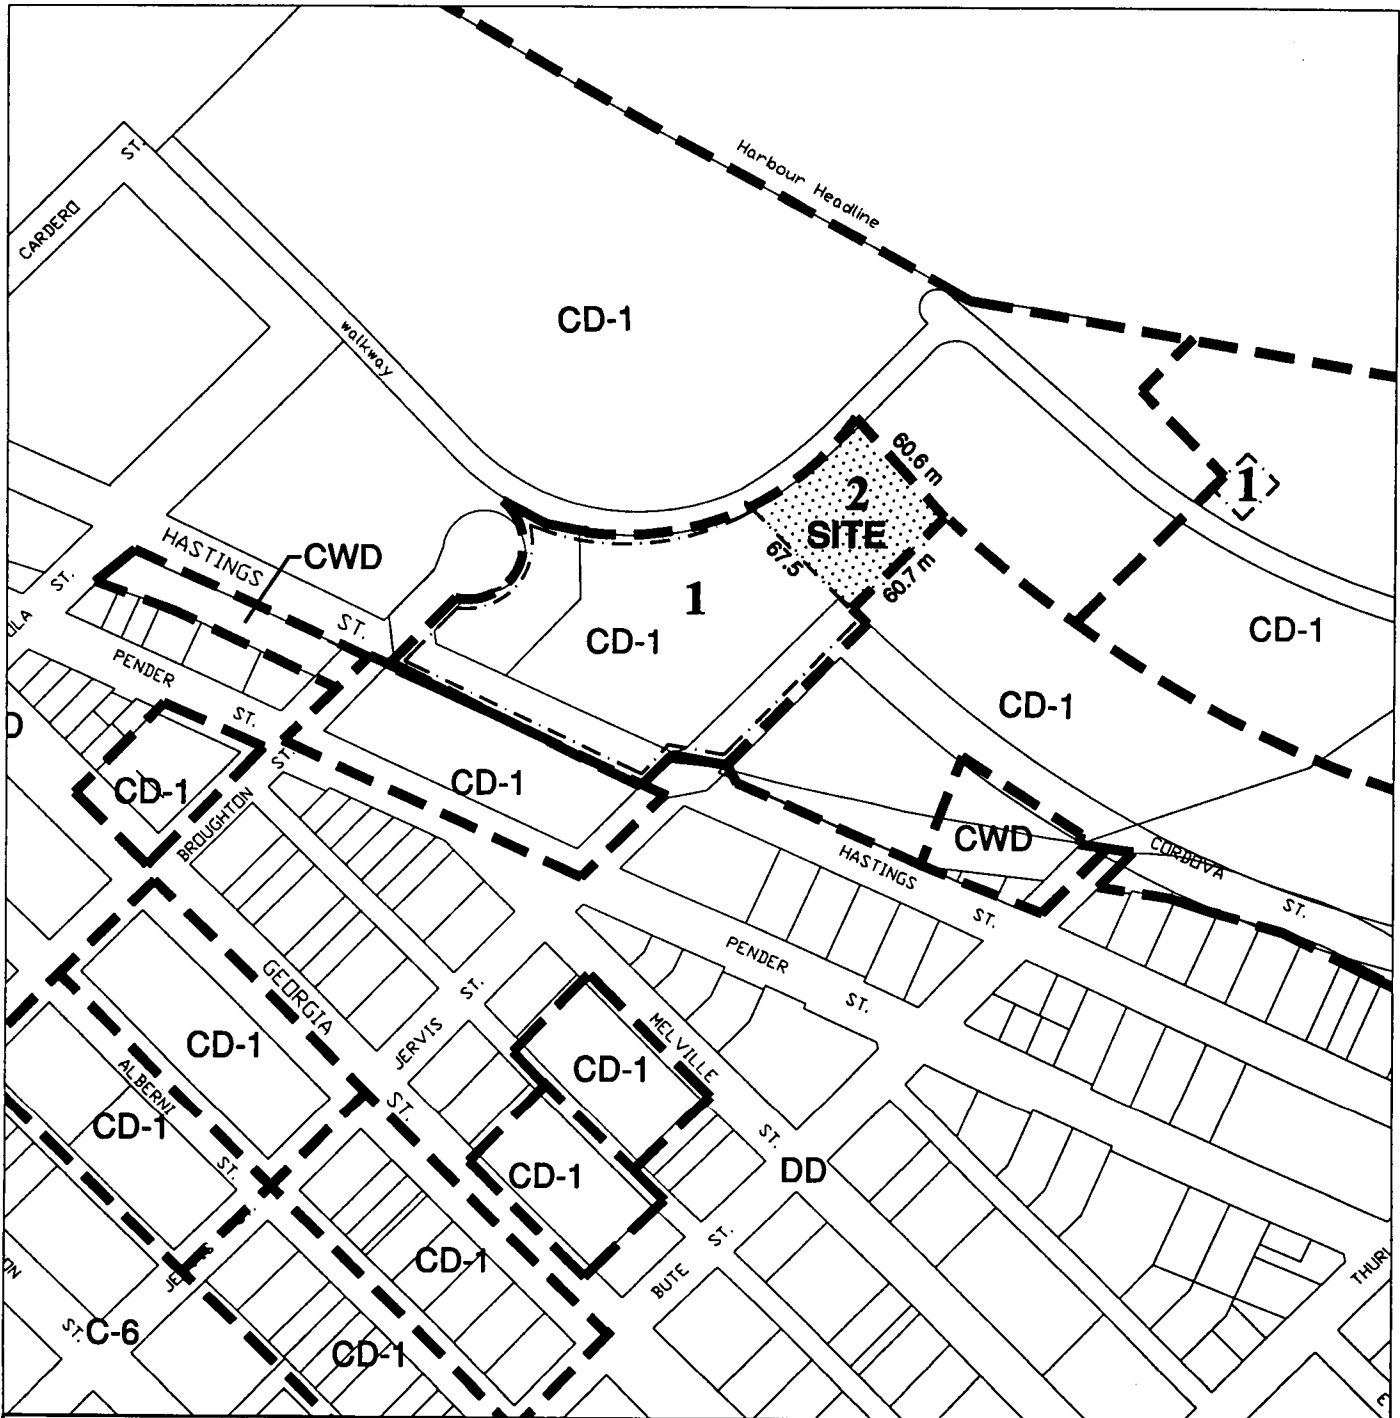 Harbour Headline
ST.
CARDERO
CD-1
walkway
60.6 m
2
SITE
67.5
60.7 m
1
1
HASTINGS
CWD
ST.
ST.
CD-1
CD-1
PENDER
CD-1
ST.
ST.
CD-1
CD-1
BROUGHTON
CWD
HASTINGS
CORDOVA
ST.
ST.
PENDER
ST.
GEORGIA
ST.
MELVILLE
JERVIS
CD-1
CD-1
ALBERNI
ST.
CD-1
ST.
ST.
CD-1
DD
CD-1
ST.
BUTE
ST.
C-6
CD-1